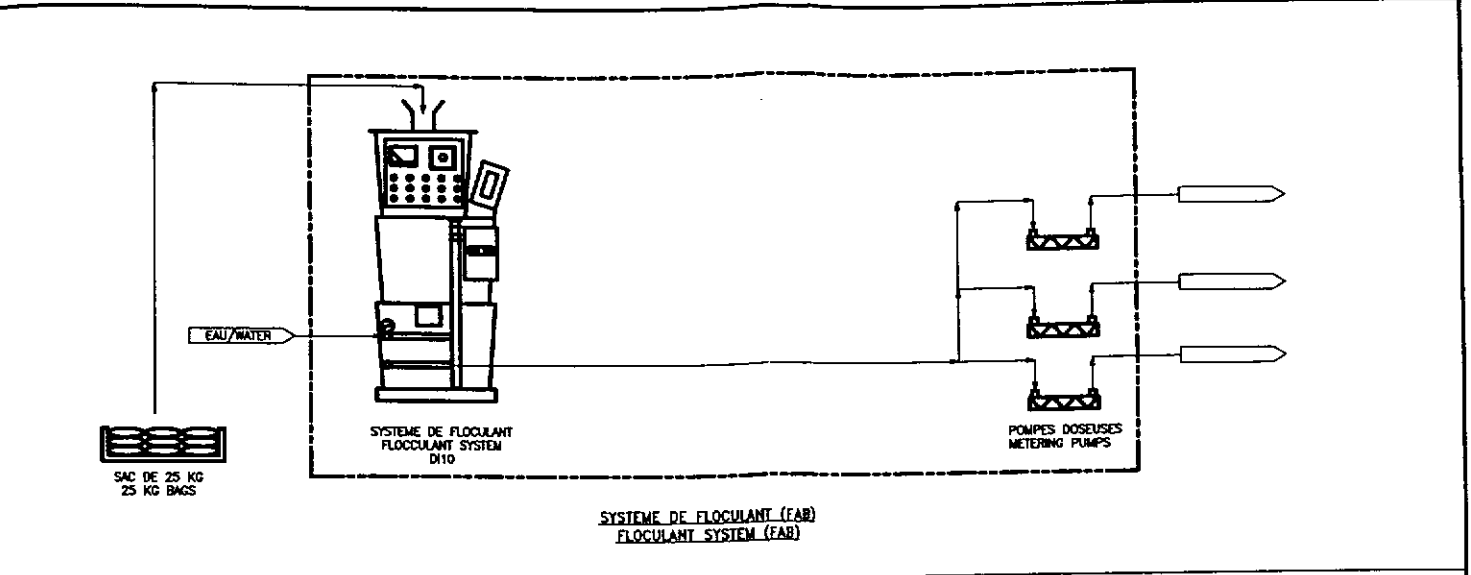 EAU/WATER
SYSTEME DE FLOCULANT
FLOCCULANT SYSTEM
DI10
POMPES DOSEUSES
METERING PUMPS
SAC DE 25 KG
25 KG BAGS
SYSTEME DE FLOCULANT (FAB)
FLOCULANT SYSTEM (FAB)